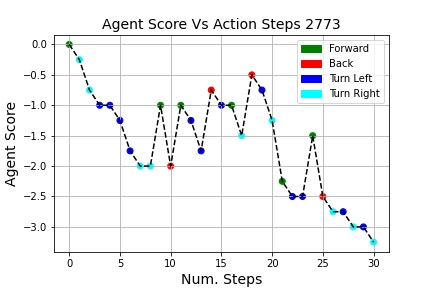 Agent Score Vs Action Steps 2773
Forward
Back
Turn Left
Turn Right
Agent Score
0.0
−0.5
−1.0
−1.5
−2.0
−2.5
−3.0
0 5 10 15 20 25 30
Num. Steps